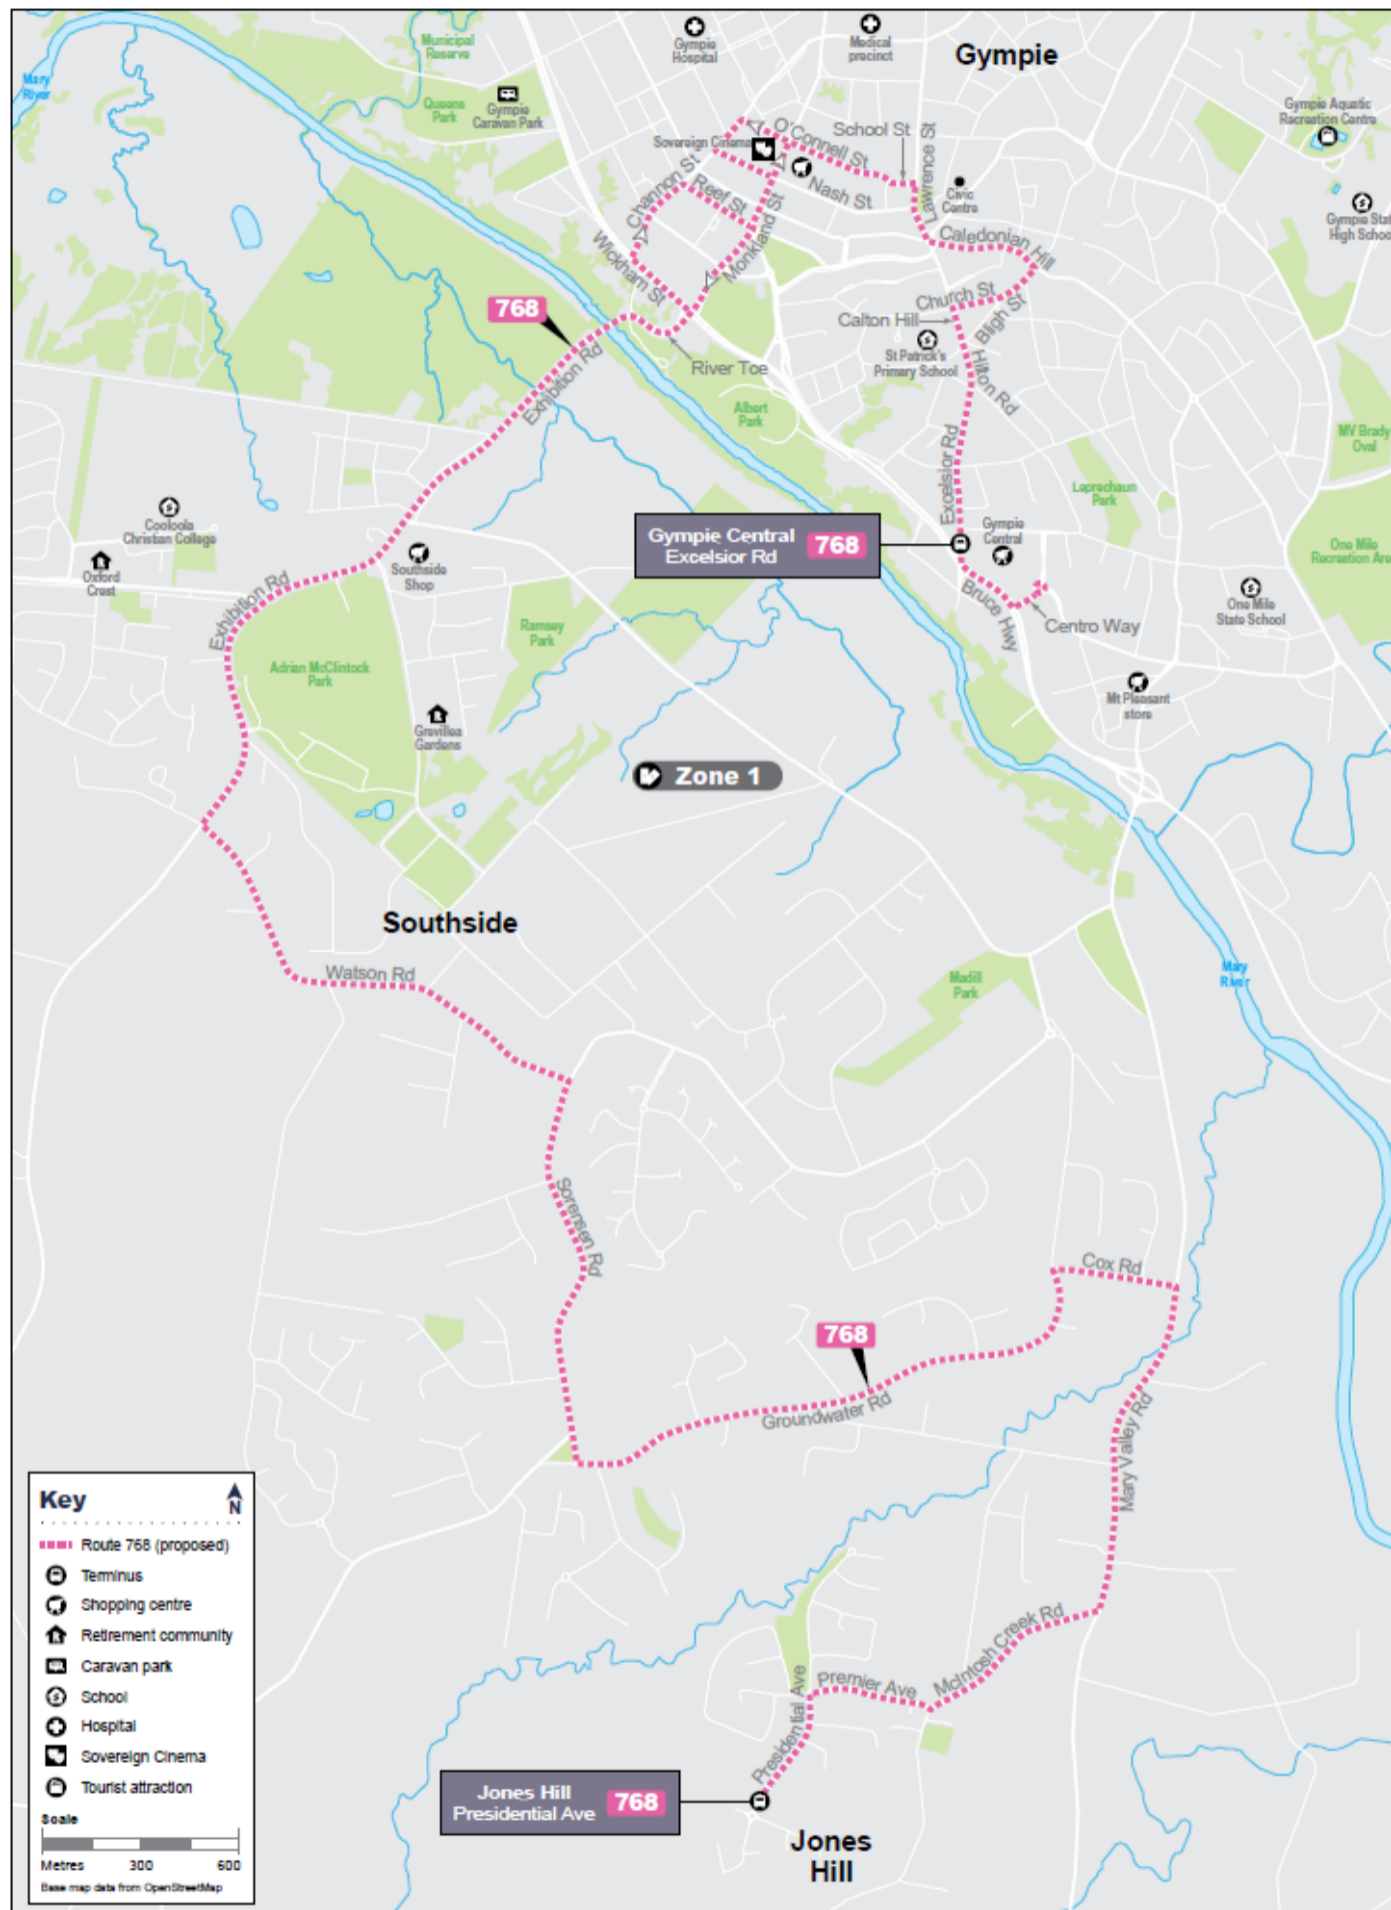 Municipal
Reserve
Gympie
Hospital
Medical
precinct
Gympie
Mary
River
Queens
Park
Gympie
Caravan Park
Gympie Aquatic
Recreation Centre
Sovereign Cinema
O'Connell St
School St
Lawrence St
Nash St
Civic
Centre
Gympie State
High School
Channon St
Reef St
Monkland St
Wickham St
Caledonian Hill
Church St
Bligh St
768
Calton Hill
St Patrick's
Primary School
Hilton Rd
River Tce
Exhibition Rd
Albert
Park
MV Brady
Oval
Excelsior Rd
Leprechaun
Park
Cooloola
Christian College
Oxford
Crest
Southside
Shop
Gympie Central
Excelsior Rd
768
Gympie
Central
One Mile
Recreation Area
Exhibition Rd
Bruce Hwy
Centro Way
One Mile
State School
Ramsey
Park
Adrian McClintock
Park
Grevillea
Gardens
Mt Pleasant
store
Zone 1
Southside
Watson Rd
Madill
Park
Mary
River
Sorensen Rd
Cox Rd
768
Groundwater Rd
Mary Valley Rd
McIntosh Creek Rd
Premier Ave
Presidential Ave
Jones Hill
Presidential Ave
768
Jones
Hill
Key
N
Route 768 (proposed)
Terminus
Shopping centre
Retirement community
Caravan park
School
Hospital
Sovereign Cinema
Tourist attraction
Scale
Metres 300 600
Base map data from OpenStreetMap